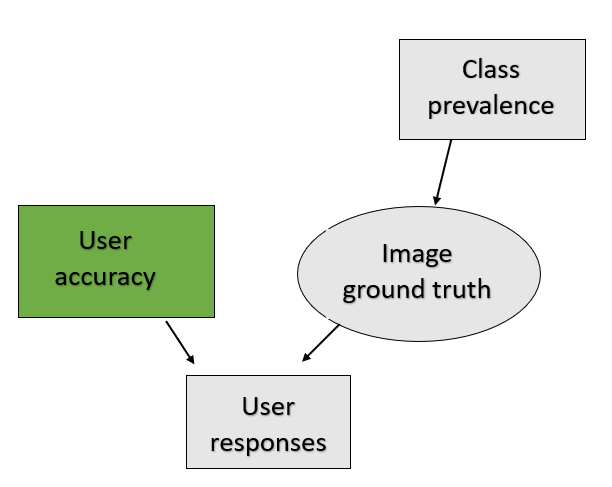 Class
prevalence
User
accuracy
Image
ground truth
User
responses